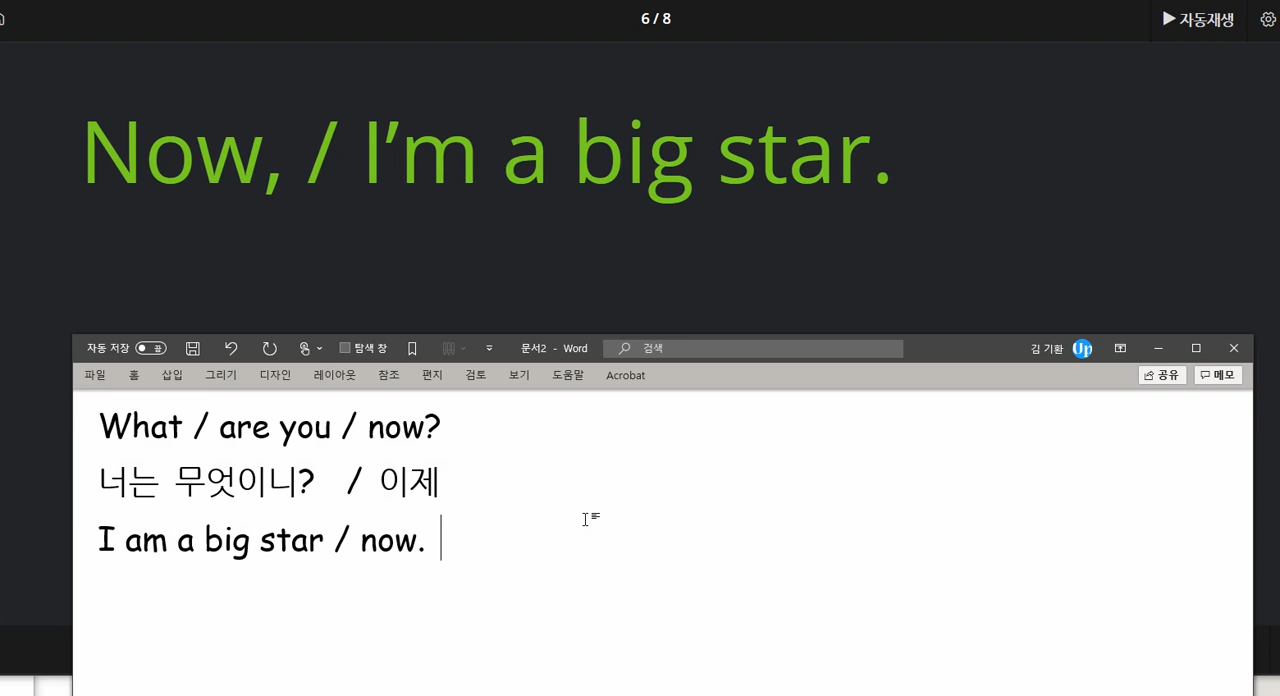 6 / 8
▶ 자동재생
Now, / I’m a big star.
자동 저장 끔 탐색 창 문서2 - Word 검색 김 기환 Up
파일 홈 삽입 그리기 디자인 레이아웃 참조 편지 검토 보기 도움말 Acrobat 공유 메모
What / are you / now?
너는 무엇이니? / 이제
I am a big star / now.